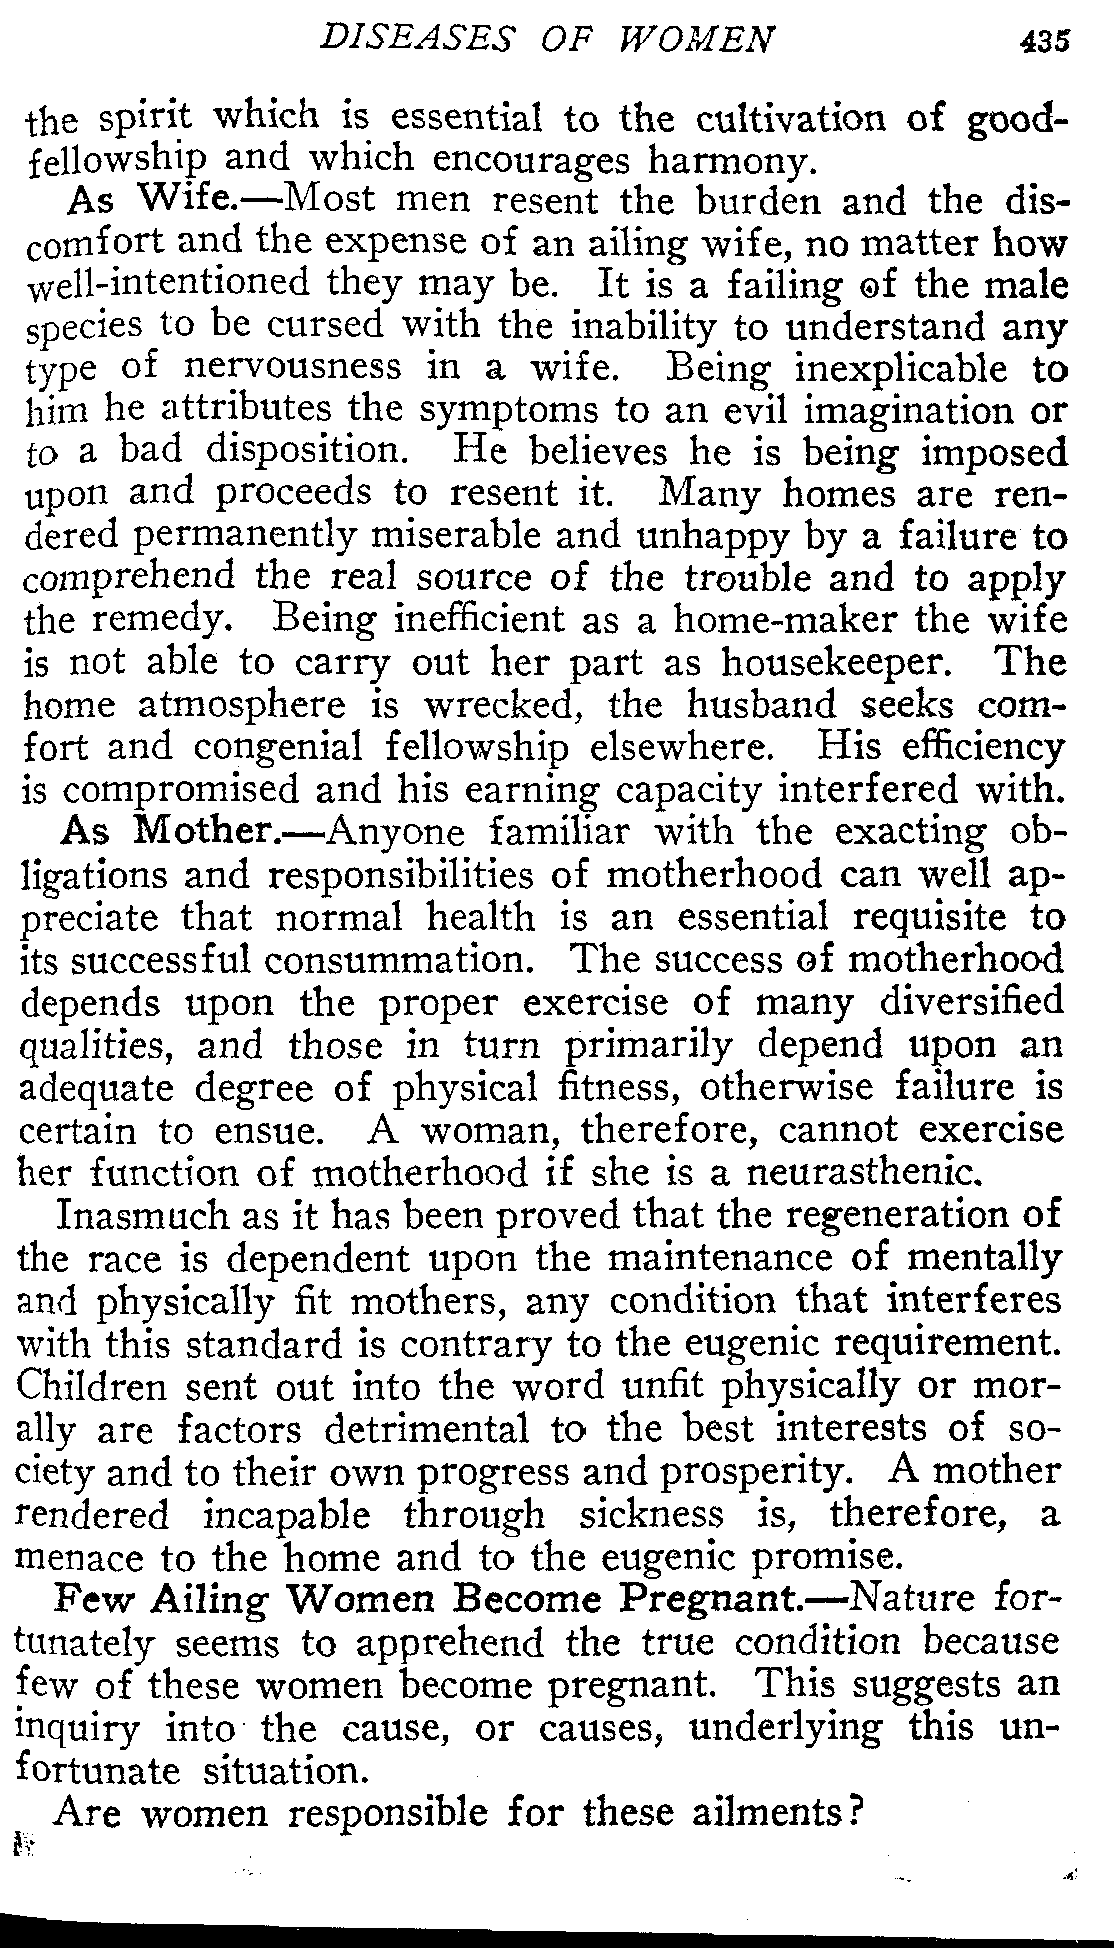 DISEASES OF WOMEN 435
the spirit which is essential to the cultivation of good-
fellowship and which encourages harmony.
As Wife.—Most men resent the burden and the dis-
comfort and the expense of an ailing wife, no matter how
well-intentioned they may be. It is a failing of the male
species to be cursed with the inability to understand any
type of nervousness in a wife. Being inexplicable to
him he attributes the symptoms to an evil imagination or
to a bad disposition. He believes he is being imposed
upon and proceeds to resent it. Many homes are ren-
dered permanently miserable and unhappy by a failure to
comprehend the real source of the trouble and to apply
the remedy. Being inefficient as a home-maker the wife
is not able to carry out her part as housekeeper. The
home atmosphere is wrecked, the husband seeks com-
fort and congenial fellowship elsewhere. His efficiency
is compromised and his earning capacity interfered with.
As Mother.—Anyone familiar with the exacting ob-
ligations and responsibilities of motherhood can well ap-
preciate that normal health is an essential requisite to
its successful consummation. The success of motherhood
depends upon the proper exercise of many diversified
qualities, and those in turn primarily depend upon an
adequate degree of physical fitness, otherwise failure is
certain to ensue. A woman, therefore, cannot exercise
her function of motherhood if she is a neurasthenic.
Inasmuch as it has been proved that the regeneration of
the race is dependent upon the maintenance of mentally
and physically fit mothers, any condition that interferes
with this standard is contrary to the eugenic requirement.
Children sent out into the word unfit physically or mor-
ally are factors detrimental to the best interests of so-
ciety and to their own progress and prosperity. A mother
rendered incapable through sickness is, therefore, a
menace to the home and to the eugenic promise.
Few Ailing Women Become Pregnant.—Nature for-
tunately seems to apprehend the true condition because
few of these women become pregnant. This suggests an
inquiry into the cause, or causes, underlying this un-
fortunate situation.
Are women responsible for these ailments?